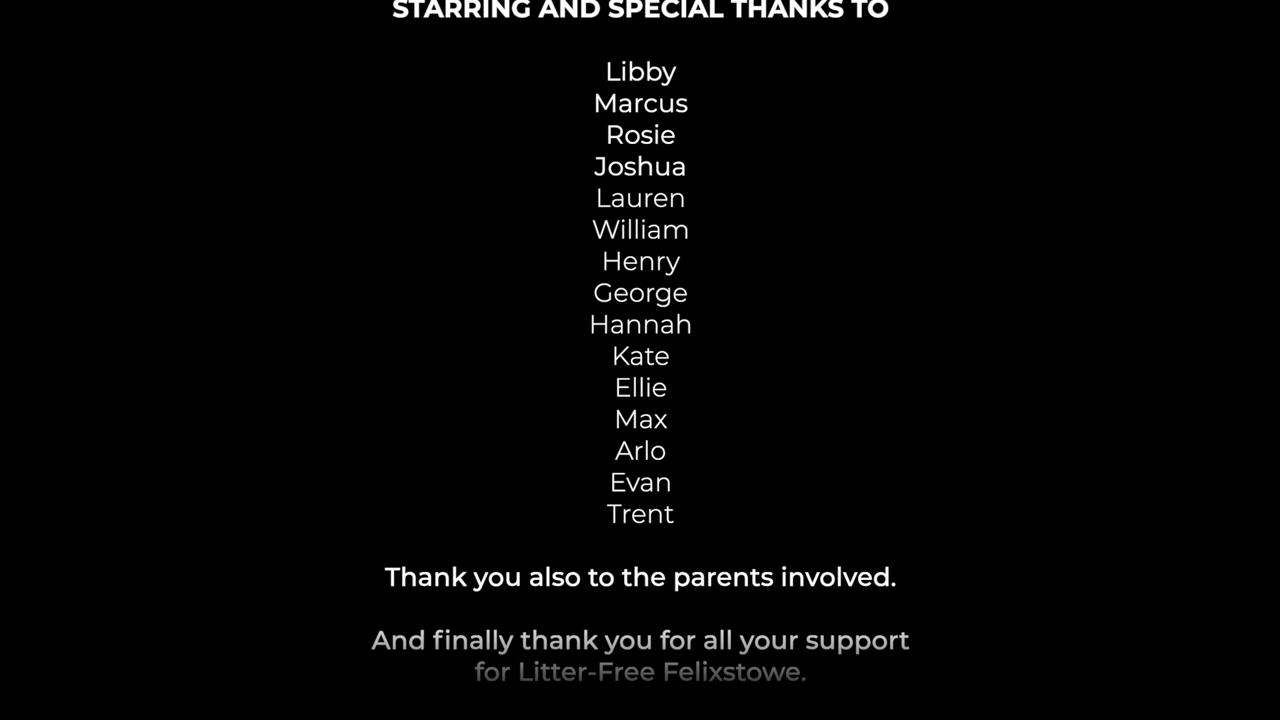 STARRING AND SPECIAL THANKS TO
Libby
Marcus
Rosie
Joshua
Lauren
William
Henry
George
Hannah
Kate
Ellie
Max
Arlo
Evan
Trent
Thank you also to the parents involved.
And finally thank you for all your support
for Litter-Free Felixstowe.